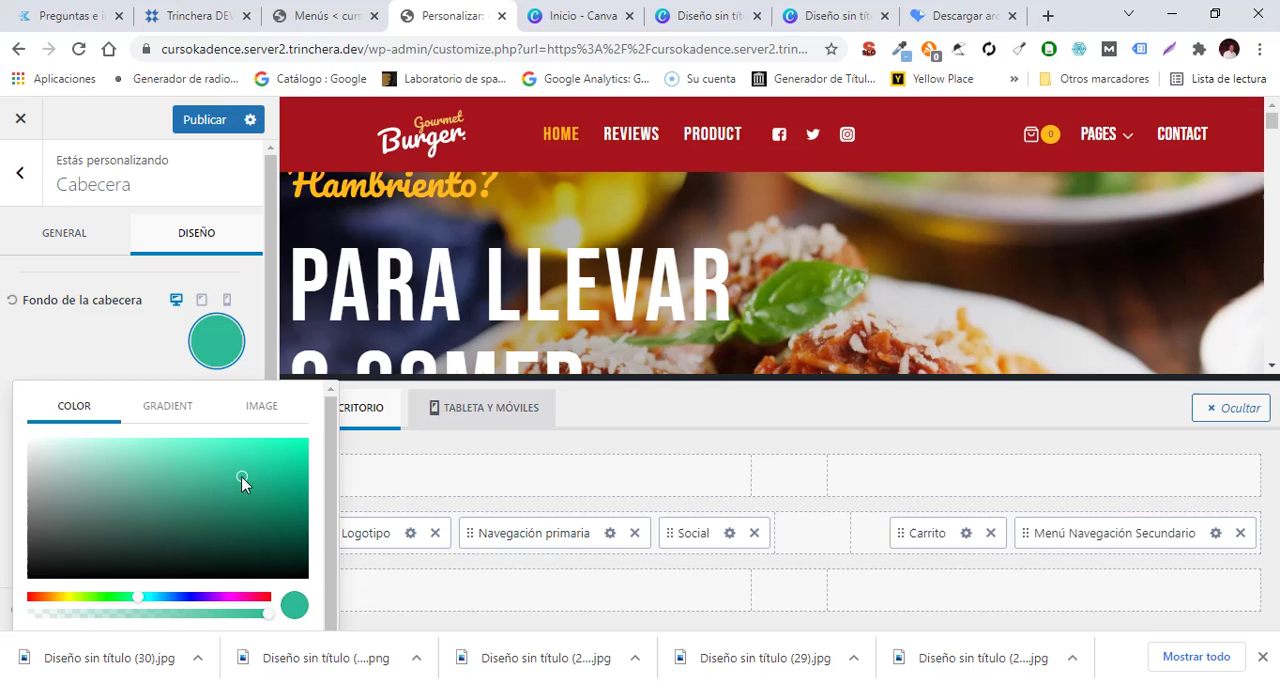 Preguntas e i
Trinchera DE
Menús < curs
Personalizar:
Inicio - Canva
Diseño sin tít
Diseño sin tít
Descargar arc
cursokadence.server2.trinchera.dev/wp-admin/customize.php?url=https%3A%2F%2Fcursokadence.server2.trin...
Aplicaciones
Generador de radio...
Catálogo : Google
Laboratorio de spa...
Google Analytics: G...
Su cuenta
Generador de Títul...
Yellow Place
»
Otros marcadores
Lista de lectura
Publicar
Estás personalizando
Cabecera
GENERAL
DISEÑO
Fondo de la cabecera
COLOR
GRADIENT
IMAGE
Gourmet
Burger.
HOME
REVIEWS
PRODUCT
0
PAGES
CONTACT
Hambriento?
PARA LLEVAR
O COMER
CRITORIO
TABLETA Y MÓVILES
× Ocultar
Logotipo
Navegación primaria
Social
Carrito
Menú Navegación Secundario
Diseño sin título (30).jpg
Diseño sin título (....png
Diseño sin título (2....jpg
Diseño sin título (29).jpg
Diseño sin título (2....jpg
Mostrar todo